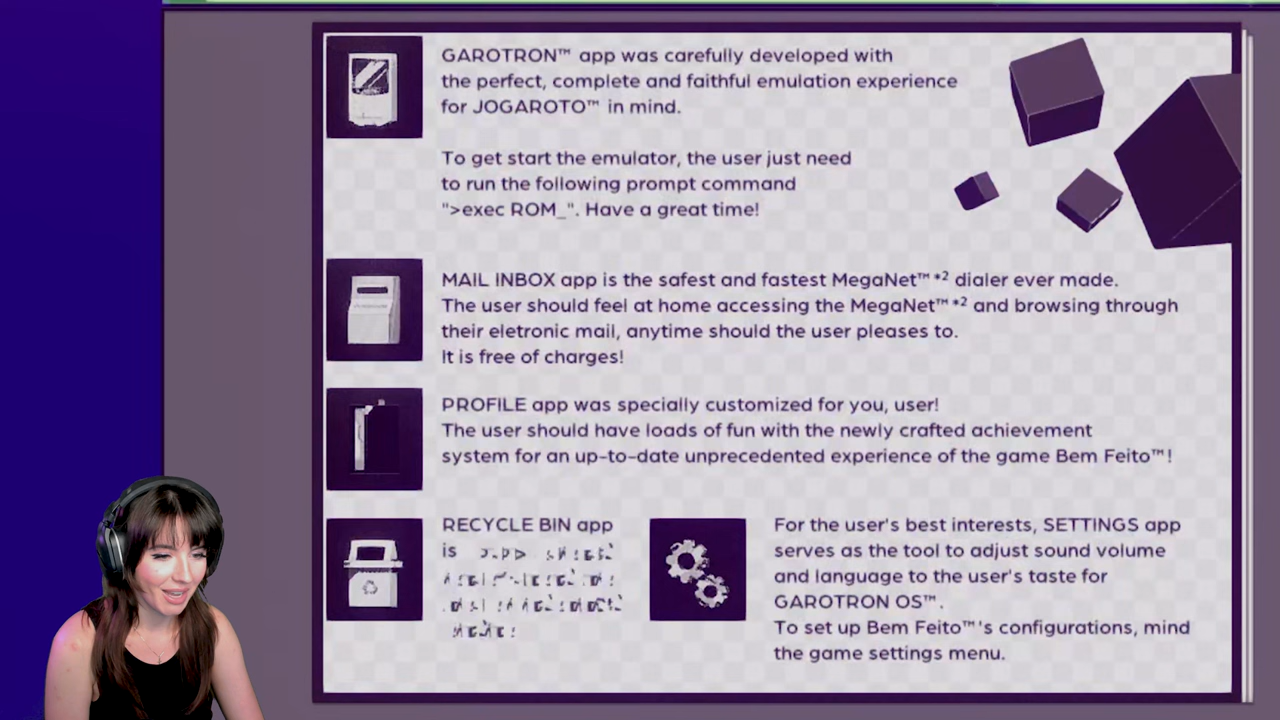 GAROTRON™ app was carefully developed with
the perfect, complete and faithful emulation experience
for JOGAROTO™ in mind.
To get start the emulator, the user just need
to run the following prompt command
">exec ROM_". Have a great time!
MAIL INBOX app is the safest and fastest MegaNet™*² dialer ever made.
The user should feel at home accessing the MegaNet™*² and browsing through
their eletronic mail, anytime should the user pleases to.
It is free of charges!
PROFILE app was specially customized for you, user!
The user should have loads of fun with the newly crafted achievement
system for an up-to-date unprecedented experience of the game Bem Feito™!
RECYCLE BIN app
is
For the user's best interests, SETTINGS app
serves as the tool to adjust sound volume
and language to the user's taste for
GAROTRON OS™.
To set up Bem Feito™'s configurations, mind
the game settings menu.